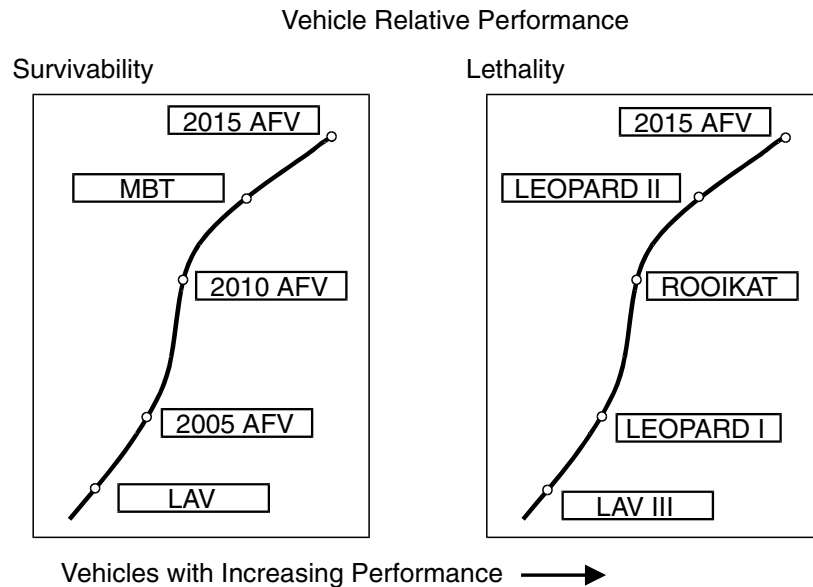 Vehicle Relative Performance
Survivability
Lethality
2015 AFV
MBT
2010 AFV
2005 AFV
LAV
2015 AFV
LEOPARD II
ROOIKAT
LEOPARD I
LAV III
Vehicles with Increasing Performance